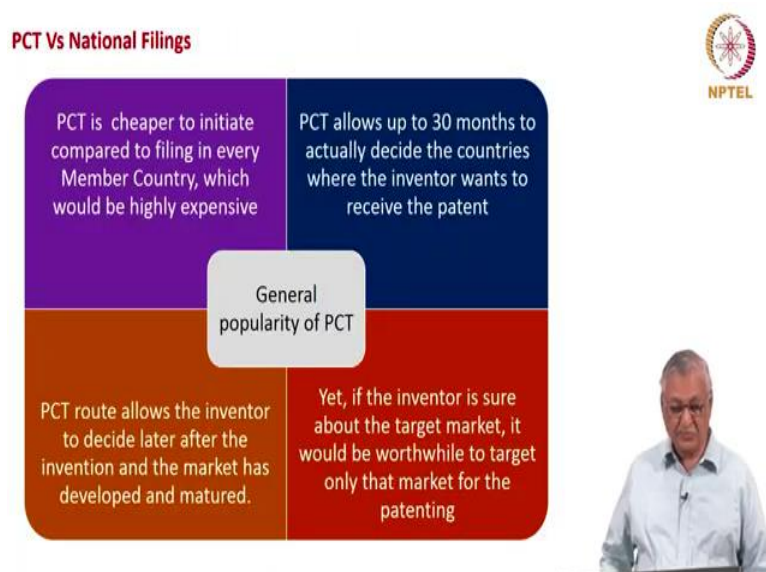 PCT Vs National Filings
NPTEL
PCT is cheaper to initiate
compared to filing in every
Member Country, which
would be highly expensive
PCT allows up to 30 months to
actually decide the countries
where the inventor wants to
receive the patent
General
popularity of PCT
PCT route allows the inventor
to decide later after the
invention and the market has
developed and matured.
Yet, if the inventor is sure
about the target market, it
would be worthwhile to target
only that market for the
patenting